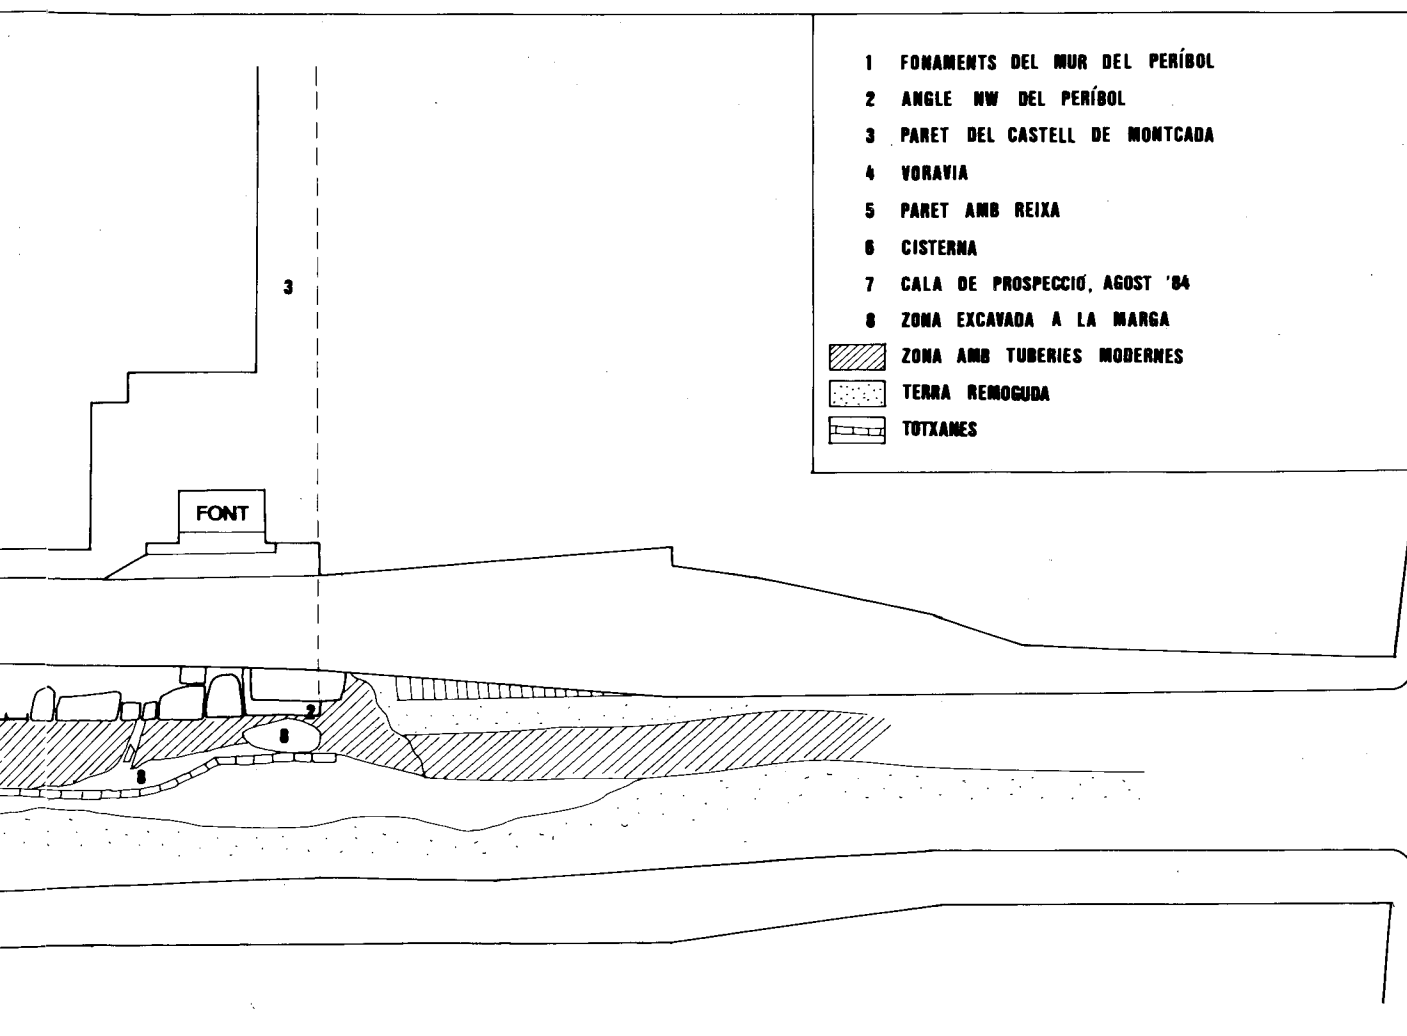 1 FONAMENTS DEL MUR DEL PERÍBOL
2 ANGLE NW DEL PERÍBOL
3 PARET DEL CASTELL DE MONTCADA
4 VORAVIA
5 PARET AMB REIXA
6 CISTERNA
7 CALA DE PROSPECCIÓ, AGOST '84
8 ZONA EXCAVADA A LA MARGA
ZONA AMB TUBERIES MODERNES
TERRA REMOGUDA
TOTXANES
3
FONT
2
8
8